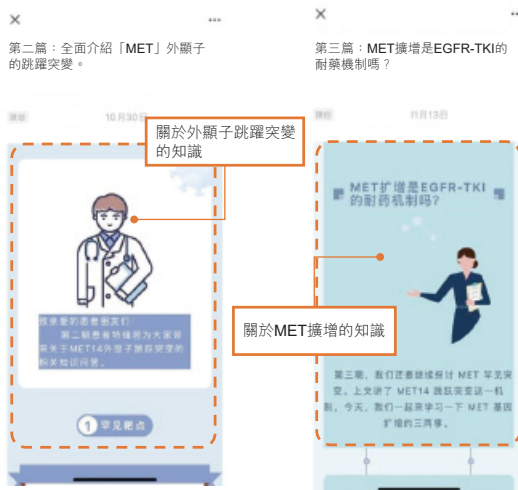 第二篇：全面介紹「MET」外顯子
的跳躍突變。
10月30日
關於外顯子跳躍突變
的知識
致亲爱的患者朋友们：
第二期患者特辑将为大家带
来关于MET14外显子跳跃突变的
相关知识问答。
1 罕见靶点
第三篇：MET擴增是EGFR-TKI的
耐藥機制嗎？
11月13日
MET扩增是EGFR-TKI
的耐药机制吗？
關於MET擴增的知識
第三期，我们还要继续探讨 MET 罕见突
变。上文讲了 MET14 跳跃突变这一机
制，今天，我们一起来学习一下 MET 基因
扩增的三两事。